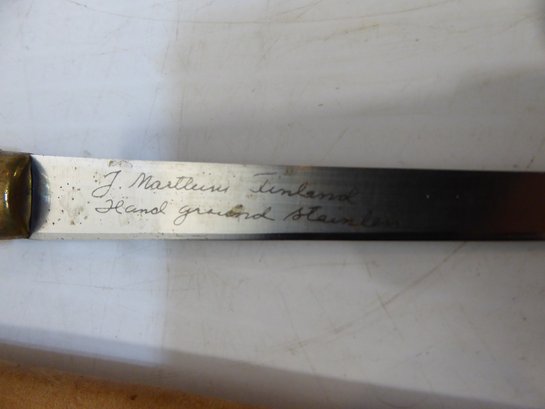 J. Marttiini Finland
Hand ground stainless